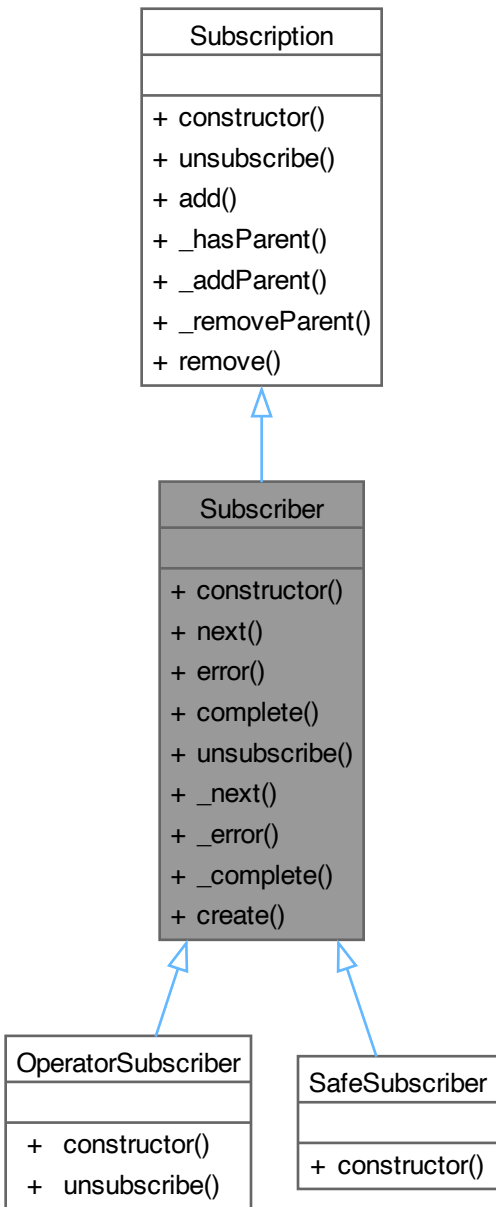 Subscription
+ constructor()
+ unsubscribe()
+ add()
+ _hasParent()
+ _addParent()
+ _removeParent()
+ remove()
Subscriber
+ constructor()
+ next()
+ error()
+ complete()
+ unsubscribe()
+ _next()
+ _error()
+ _complete()
+ create()
OperatorSubscriber
+ constructor()
+ unsubscribe()
SafeSubscriber
+ constructor()